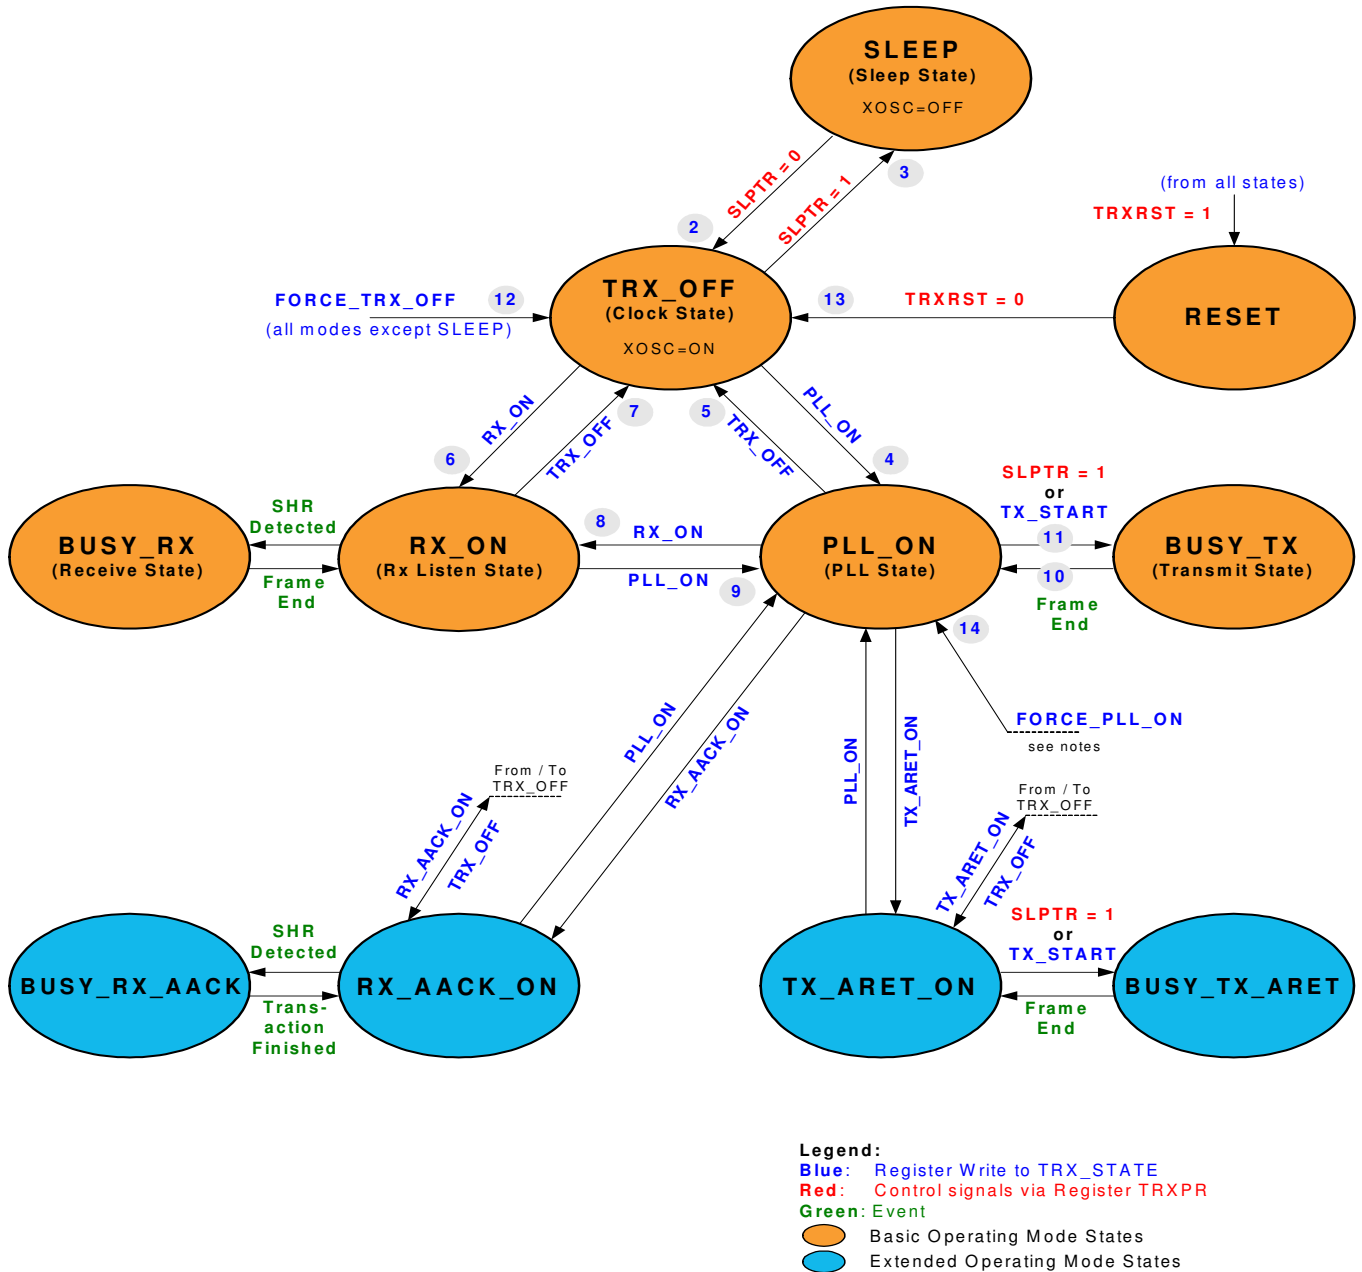 SLEEP
(Sleep State)
XOSC=OFF
SLPTR = 0
SLPTR = 1
3
2
(from all states)
TRXRST = 1
TRX_OFF
(Clock State)
XOSC=ON
FORCE_TRX_OFF
12
(all modes except SLEEP)
13
TRXRST = 0
RESET
RX_ON
7
TRX_OFF
6
5
TRX_OFF
PLL_ON
4
SHR
Detected
BUSY_RX
(Receive State)
Frame
End
RX_ON
(Rx Listen State)
8
RX_ON
PLL_ON
9
PLL_ON
(PLL State)
SLPTR = 1
or
TX_START
11
10
Frame
End
BUSY_TX
(Transmit State)
14
FORCE_PLL_ON
see notes
PLL_ON
RX_AACK_ON
PLL_ON
TX_ARET_ON
From / To
TRX_OFF
RX_AACK_ON
TRX_OFF
From / To
TRX_OFF
TX_ARET_ON
TRX_OFF
SHR
Detected
BUSY_RX_AACK
Trans-
action
Finished
RX_AACK_ON
TX_ARET_ON
SLPTR = 1
or
TX_START
Frame
End
BUSY_TX_ARET
Legend:
Blue: Register Write to TRX_STATE
Red: Control signals via Register TRXPR
Green: Event
Basic Operating Mode States
Extended Operating Mode States